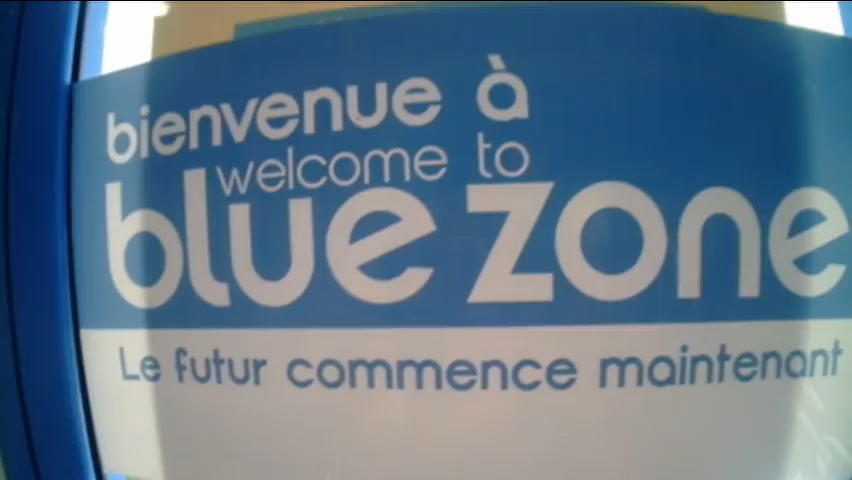 bienvenue à
welcome to
blue zone
Le futur commence maintenant